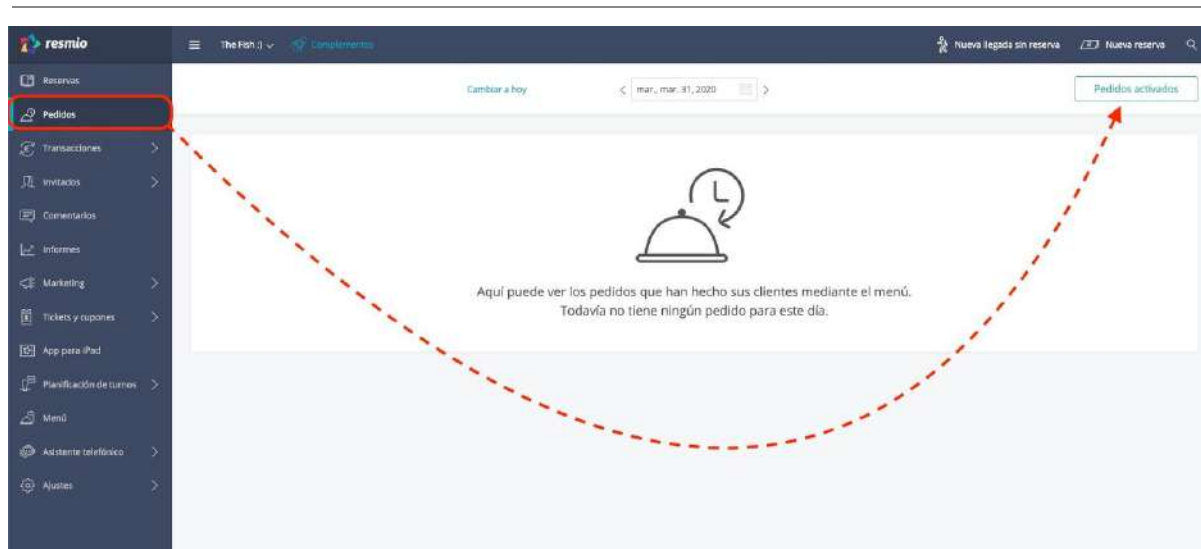 resmio
The Fish :) Complementos
Nueva llegada sin reserva Nueva reserva
Reservas
Cambiar a hoy
mar., mar. 31, 2020
Pedidos activados
Pedidos
Transacciones
Invitados
Comentarios
Informes
Marketing
Tickets y cupones
App para iPad
Planificación de turnos
Menú
Asistente telefónico
Ajustes
Aquí puede ver los pedidos que han hecho sus clientes mediante el menú.
Todavía no tiene ningún pedido para este día.